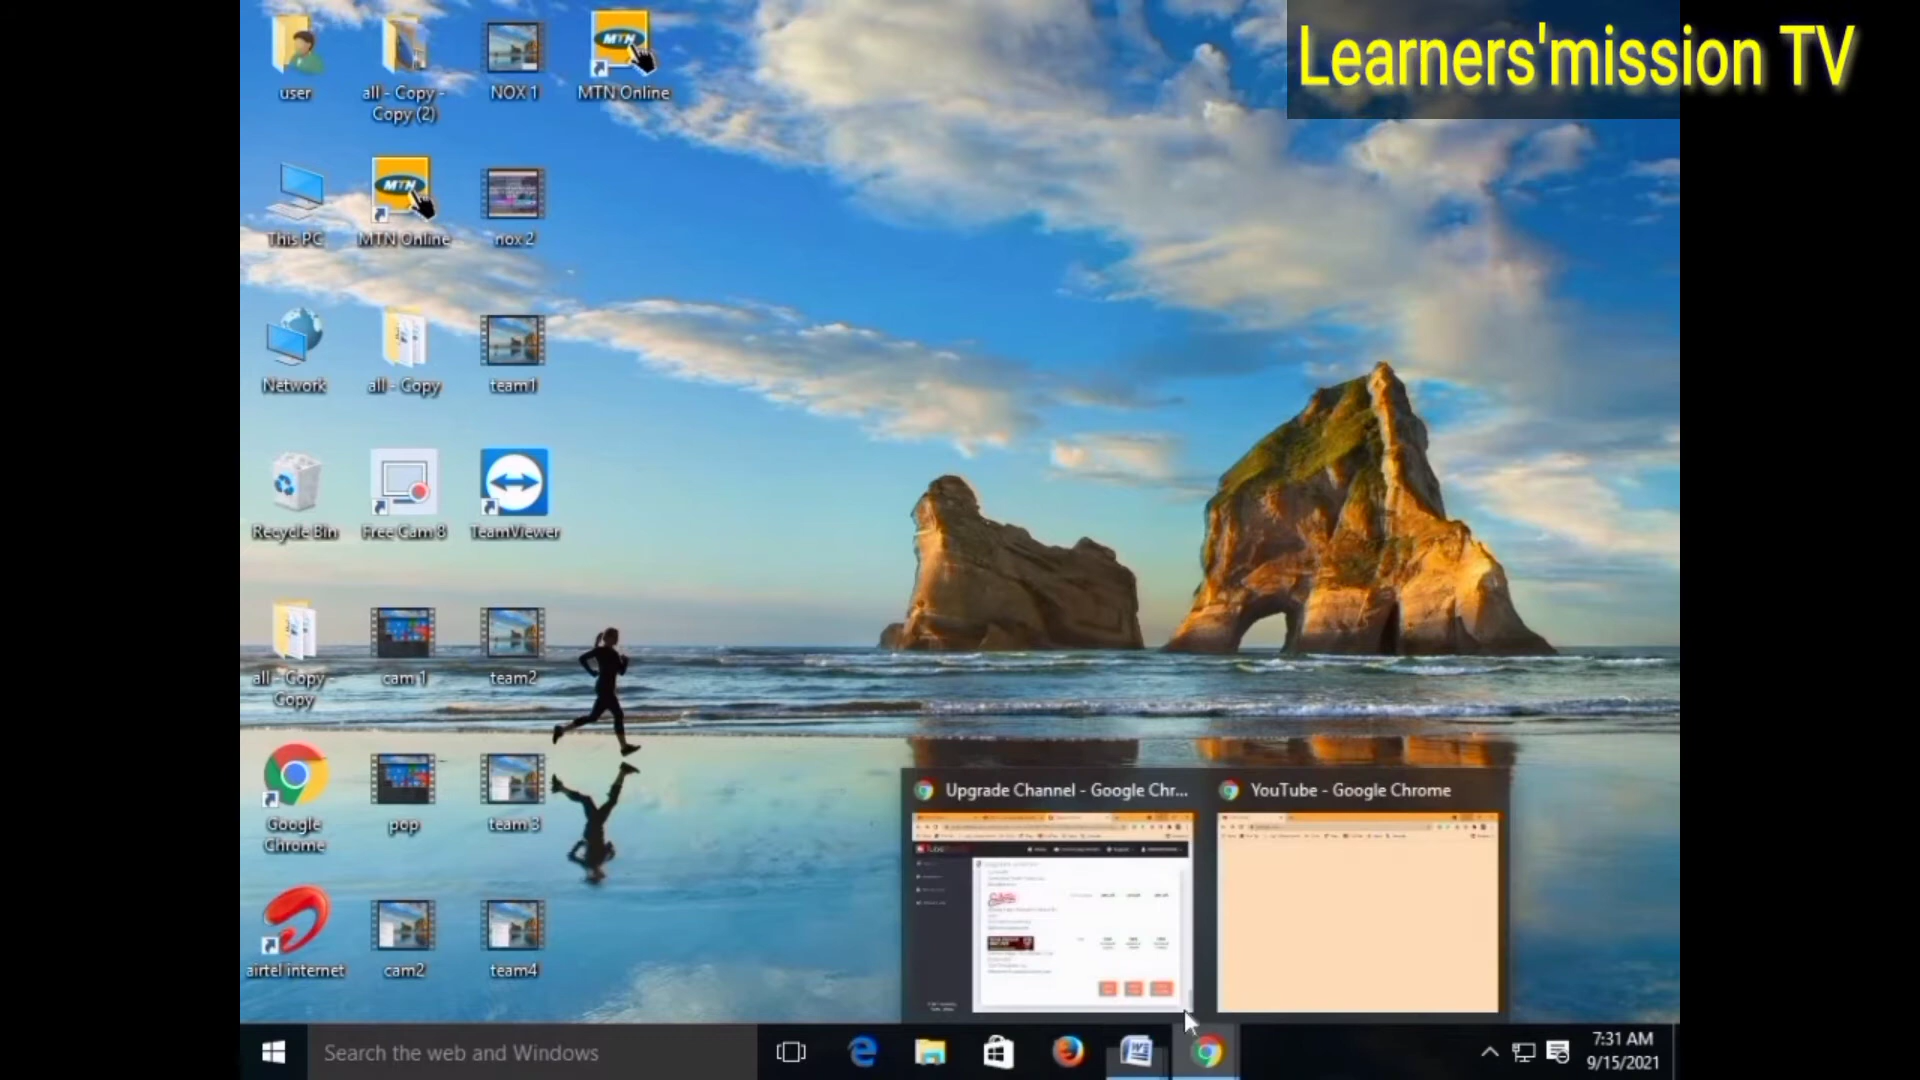 Learners'mission TV
user
all - Copy -
Copy (2)
NOX 1
MTN
MTN Online
This PC
MTN
MTN Online
nox 2
Network
all - Copy
team1
Recycle Bin
Free Cam 8
TeamViewer
all - Copy -
Copy
cam 1
team2
Google
Chrome
pop
team 3
airtel internet
cam2
team4
Upgrade Channel - Google Chr...
YouTube - Google Chrome
Search the web and Windows
7:31 AM
9/15/2021